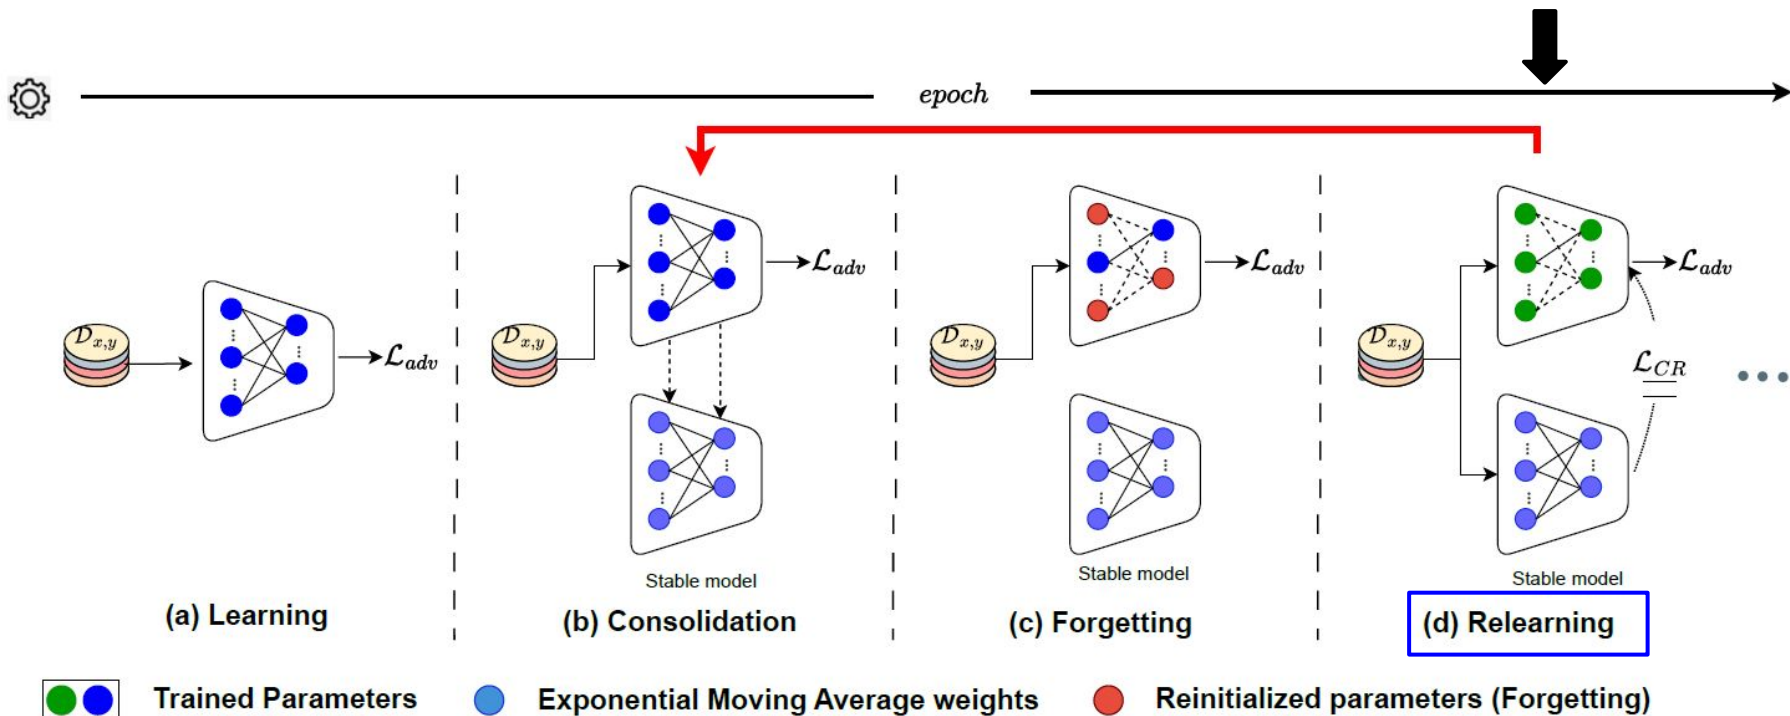 epoch
𝓛adv
𝓛adv
𝓛adv
𝓛adv
𝒟x,y
𝒟x,y
𝒟x,y
𝒟x,y
𝓛CR
Stable model
Stable model
Stable model
(a) Learning
(b) Consolidation
(c) Forgetting
(d) Relearning
Trained Parameters
Exponential Moving Average weights
Reinitialized parameters (Forgetting)